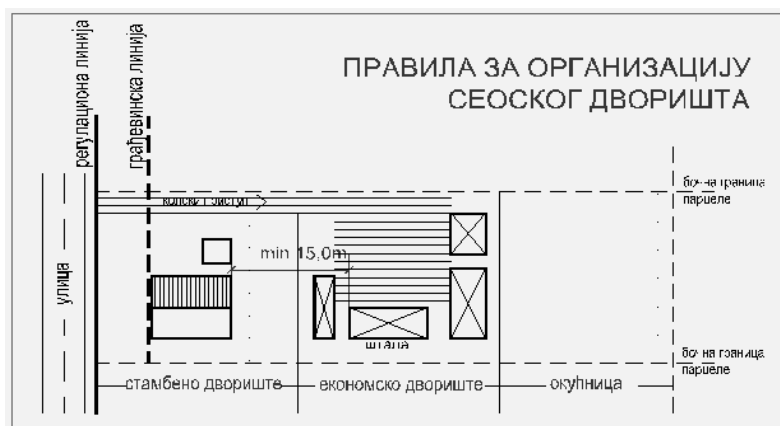 ПРАВИЛА ЗА ОРГАНИЗАЦИЈУ
СЕОСКОГ ДВОРИШТА
регулациона линија
грађевинска линија
бочна граница
парцеле
колски приступ
min 15,0m
улица
штала
бочна граница
парцеле
стамбено двориште
економско двориште
окућница